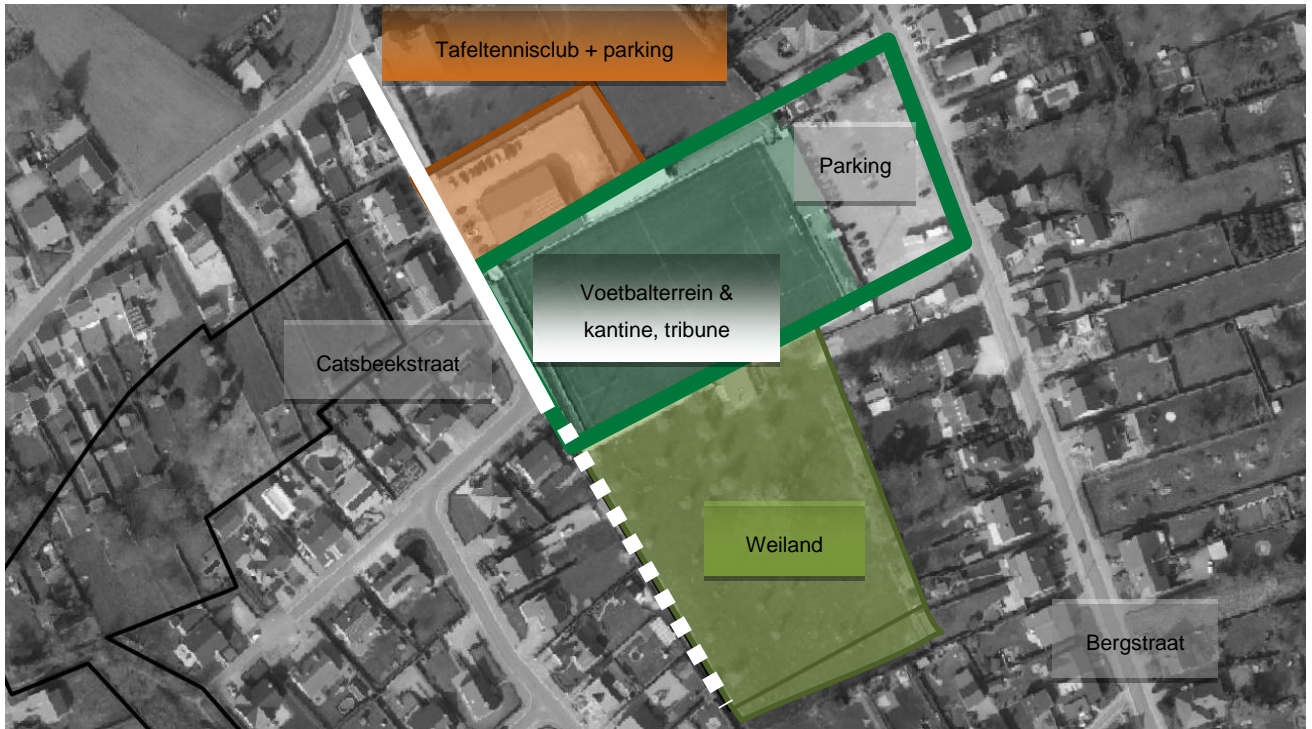 Tafeltennisclub + parking
Parking
Voetbalterrein &
kantine, tribune
Catsbeekstraat
Weiland
Bergstraat